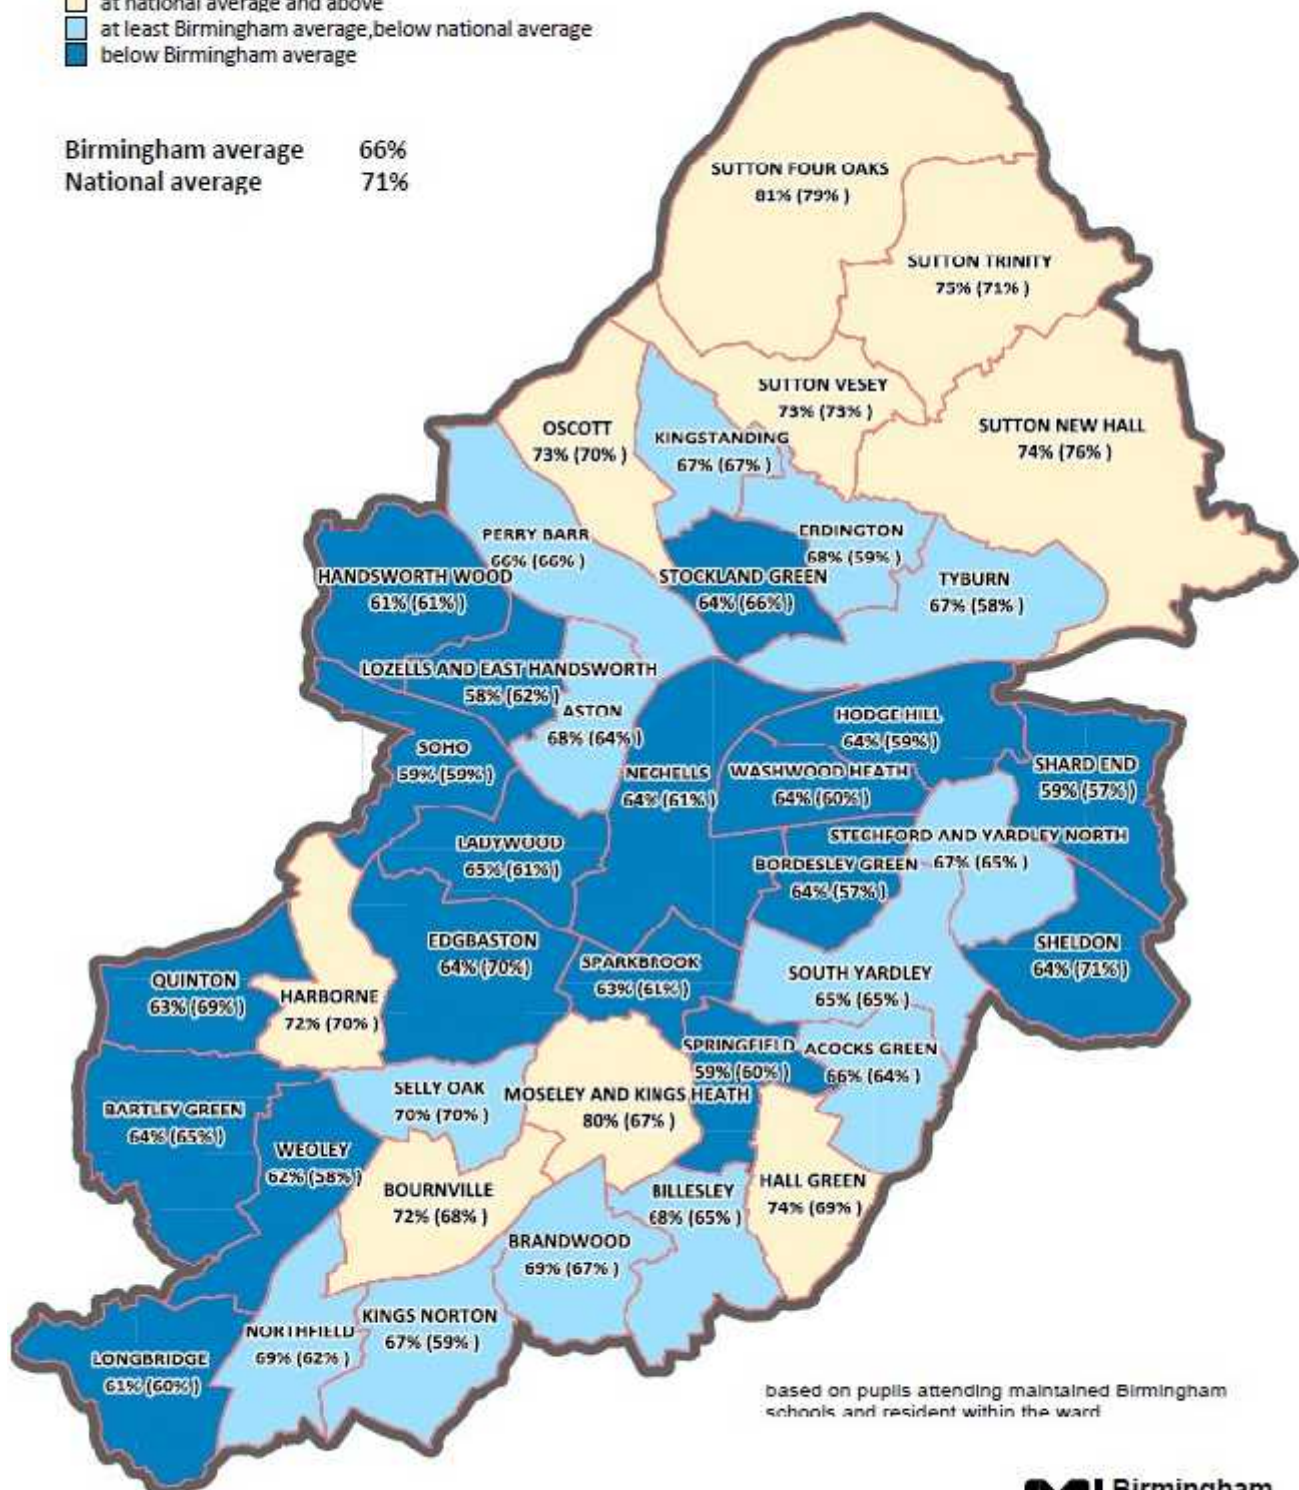 at national average and above
at least Birmingham average,below national average
below Birmingham average
Birmingham average 66%
National average 71%
SUTTON FOUR OAKS
81% (79% )
SUTTON TRINITY
75% (71% )
SUTTON VESEY
73% (73% )
SUTTON NEW HALL
74% (76% )
OSCOTT
73% (70% )
KINGSTANDING
67% (67% )
PERRY BARR
66% (66% )
ERDINGTON
68% (59% )
HANDSWORTH WOOD
61% (61% )
STOCKLAND GREEN
64% (66% )
TYBURN
67% (58% )
LOZELLS AND EAST HANDSWORTH
58% (62% )
ASTON
68% (64% )
HODGE HILL
64% (59% )
SOHO
59% (59% )
NECHELLS
64% (61% )
WASHWOOD HEATH
64% (60% )
SHARD END
59% (57% )
STECHFORD AND YARDLEY NORTH
67% (65% )
LADYWOOD
65% (61% )
BORDESLEY GREEN
64% (57% )
EDGBASTON
64% (70%)
SPARKBROOK
63% (61% )
SHELDON
64% (71% )
QUINTON
63% (69% )
HARBORNE
72% (70% )
SOUTH YARDLEY
65% (65% )
SPRINGFIELD
59% (60% )
ACOCKS GREEN
66% (64% )
SELLY OAK
70% (70% )
MOSELEY AND KINGS HEATH
80% (67% )
BARTLEY GREEN
64% (65% )
WEOLEY
62% (58% )
BOURNVILLE
72% (68% )
BILLESLEY
68% (65% )
HALL GREEN
74% (69% )
BRANDWOOD
69% (67% )
KINGS NORTON
67% (59% )
NORTHFIELD
69% (62% )
LONGBRIDGE
61% (60% )
based on pupils attending maintained Birmingham
schools and resident within the ward
Birmingham